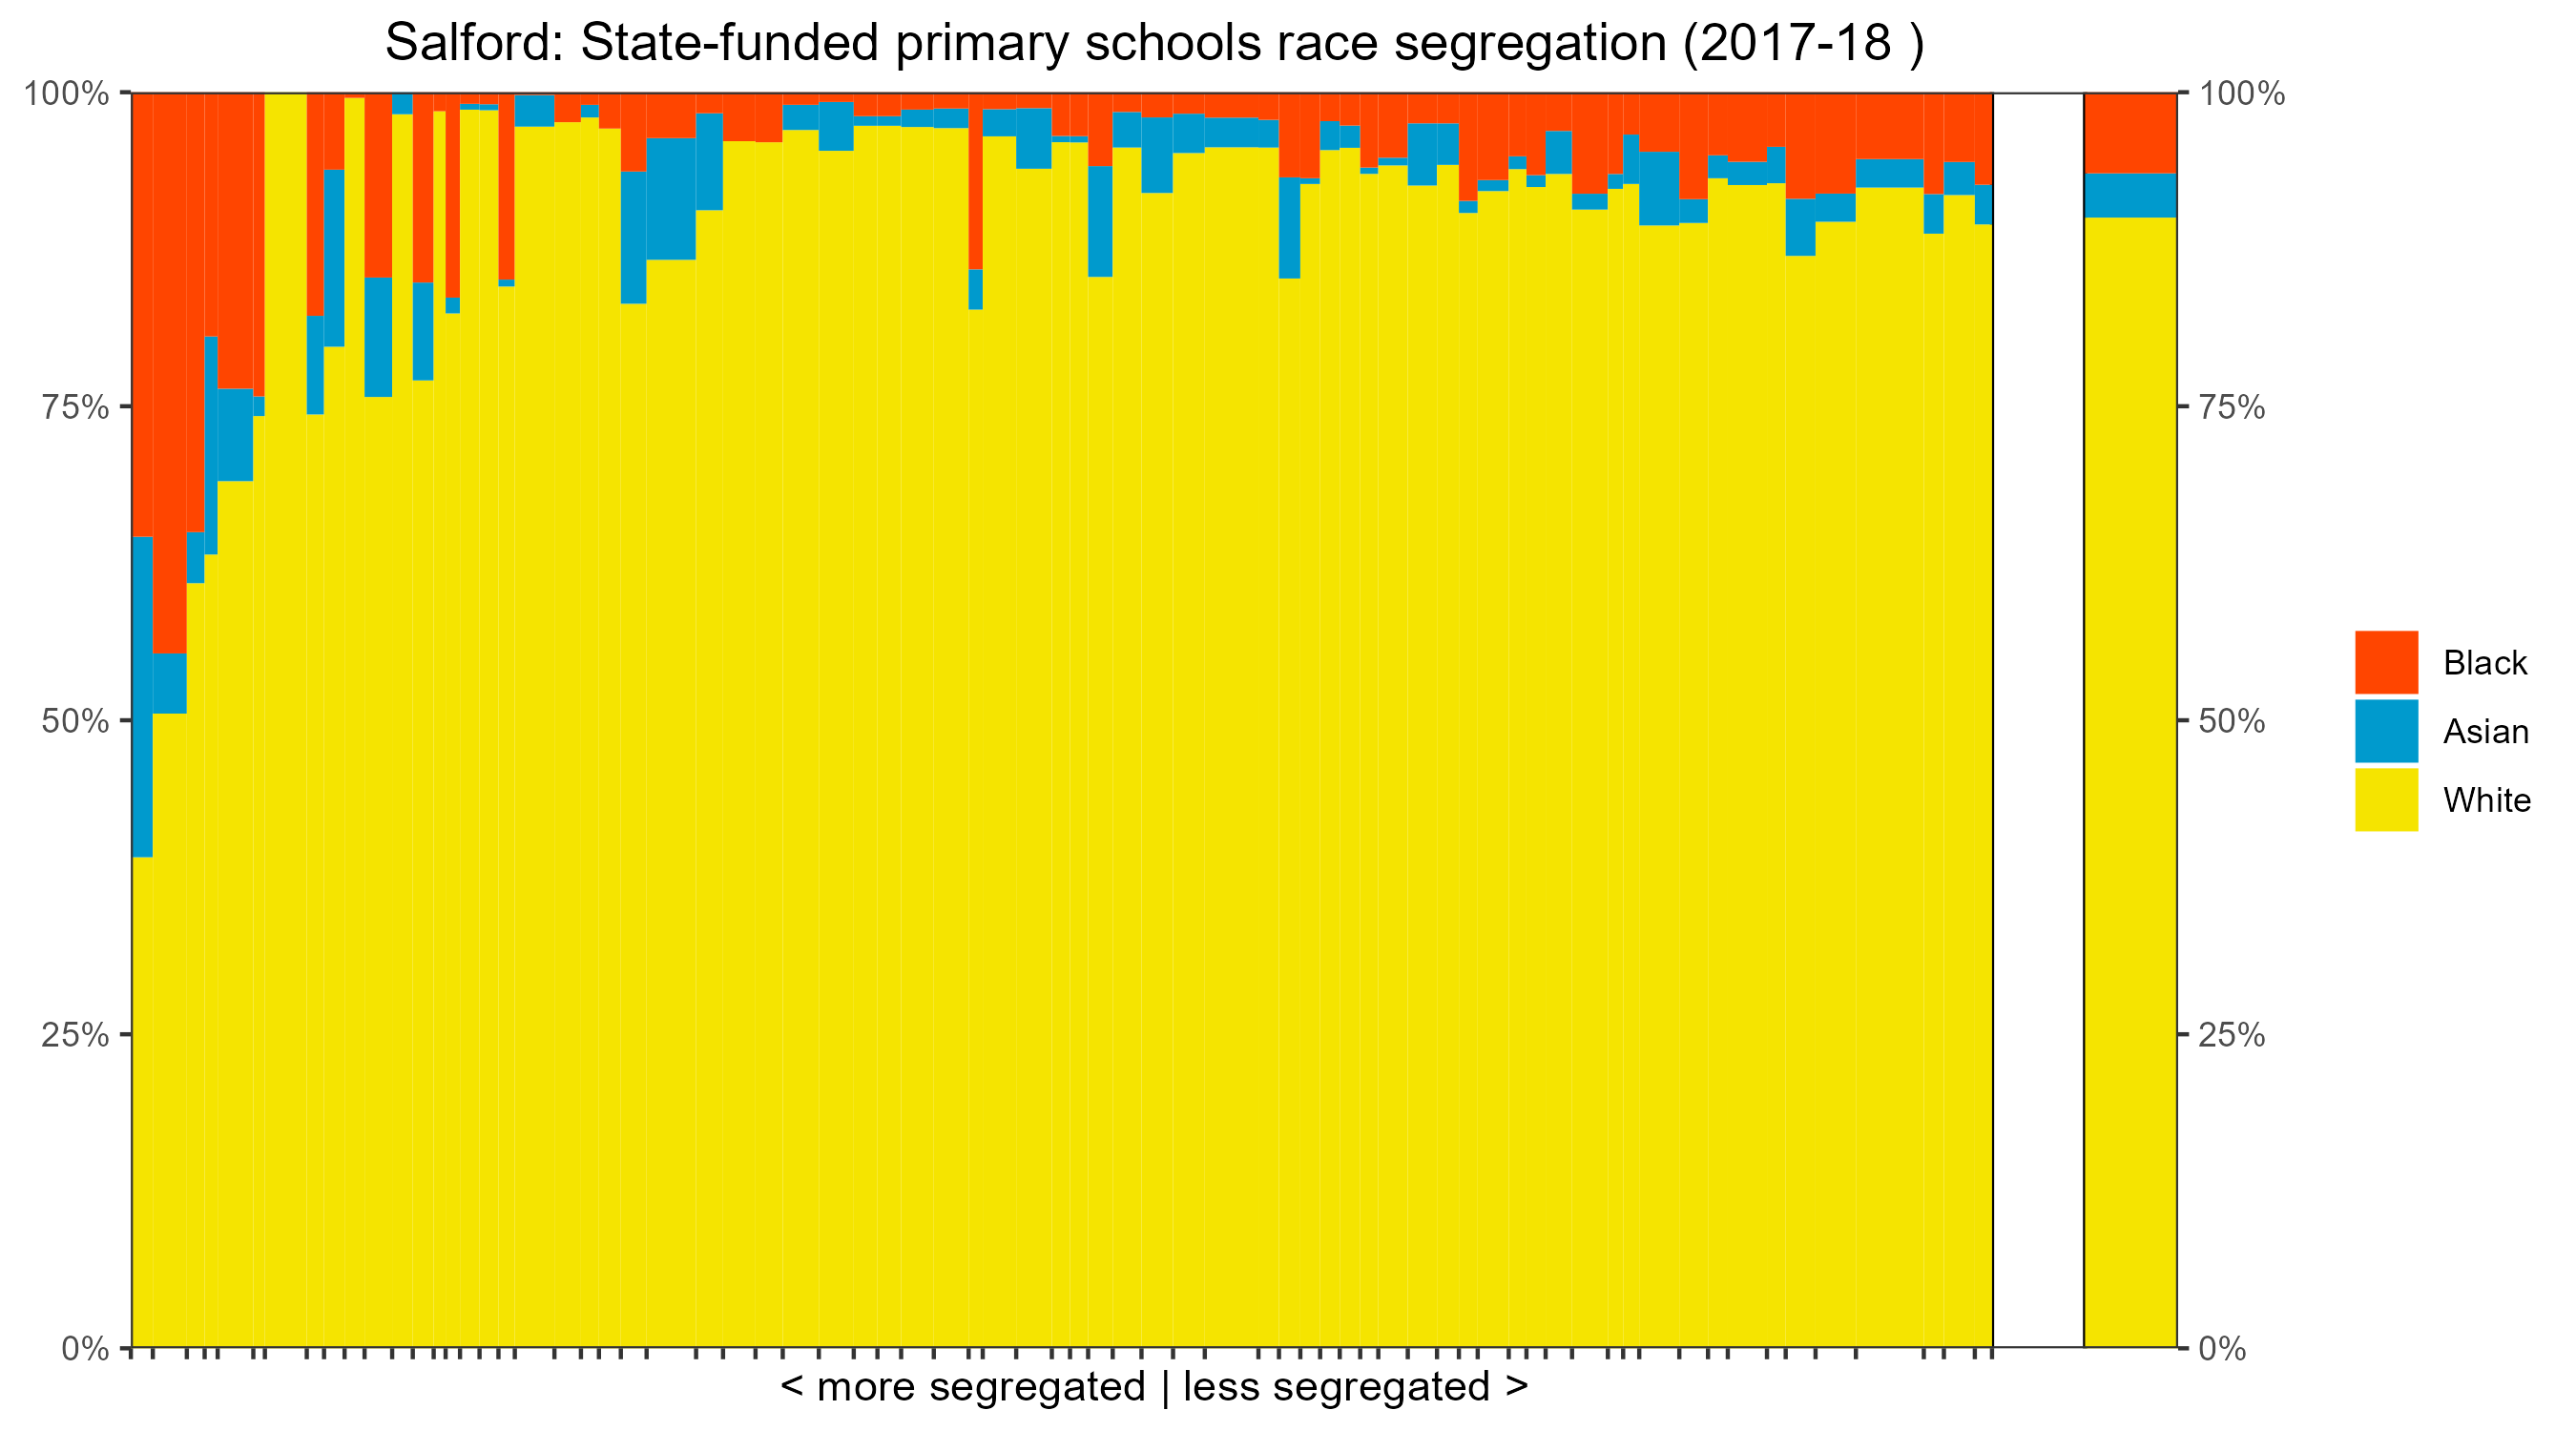 Salford: State-funded primary schools race segregation (2017-18 )
100%
75%
50%
25%
0%
100%
75%
50%
25%
0%
Black
Asian
White
< more segregated | less segregated >